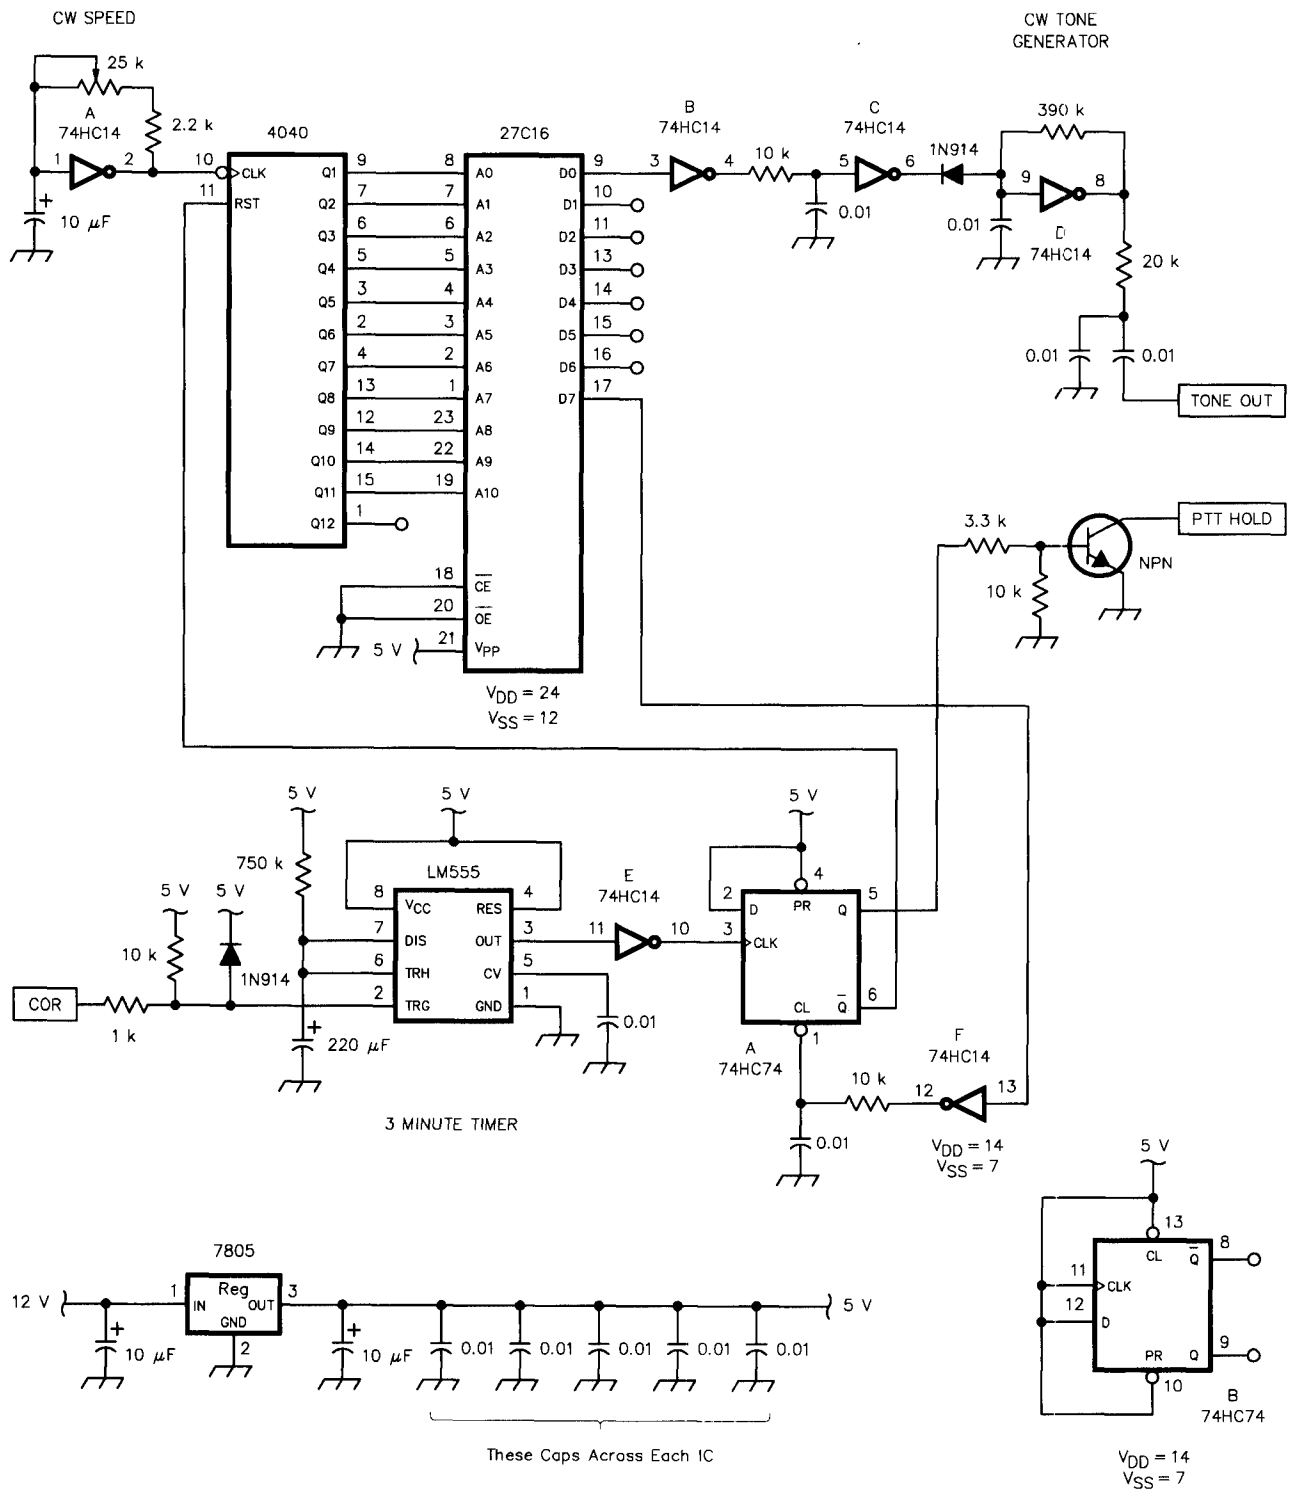 CW SPEED
CW TONE
GENERATOR
25 k
2.2 k
A
74HC14
1
2
10 µF
+
10
11
4040
CLK
RST
Q1
Q2
Q3
Q4
Q5
Q6
Q7
Q8
Q9
Q10
Q11
Q12
9
7
6
5
3
2
4
13
12
14
15
1
27C16
8
7
6
5
4
3
2
1
23
22
19
18
20
21
5 V
A0
A1
A2
A3
A4
A5
A6
A7
A8
A9
A10
CE
OE
VPP
D0
D1
D2
D3
D4
D5
D6
D7
9
10
11
13
14
15
16
17
VDD = 24
VSS = 12
B
74HC14
3
4
10 k
0.01
C
74HC14
5
6
1N914
390 k
9
8
D
74HC14
0.01
20 k
0.01
0.01
TONE OUT
PTT HOLD
3.3 k
10 k
NPN
5 V
750 k
5 V
5 V
5 V
10 k
1N914
COR
1 k
+
220 µF
LM555
8
7
6
2
VCC
DIS
TRH
TRG
RES
OUT
CV
GND
4
3
5
1
0.01
3 MINUTE TIMER
E
74HC14
11
10
5 V
4
2
3
D
CLK
PR
CL
Q
Q
5
6
1
A
74HC74
0.01
10 k
F
74HC14
12
13
VDD = 14
VSS = 7
12 V
+
10 µF
7805
1
3
2
Reg
IN
OUT
GND
+
10 µF
0.01
0.01
0.01
0.01
0.01
5 V
These Caps Across Each IC
5 V
13
11
12
CL
CLK
D
PR
Q
Q
8
9
10
B
74HC74
VDD = 14
VSS = 7